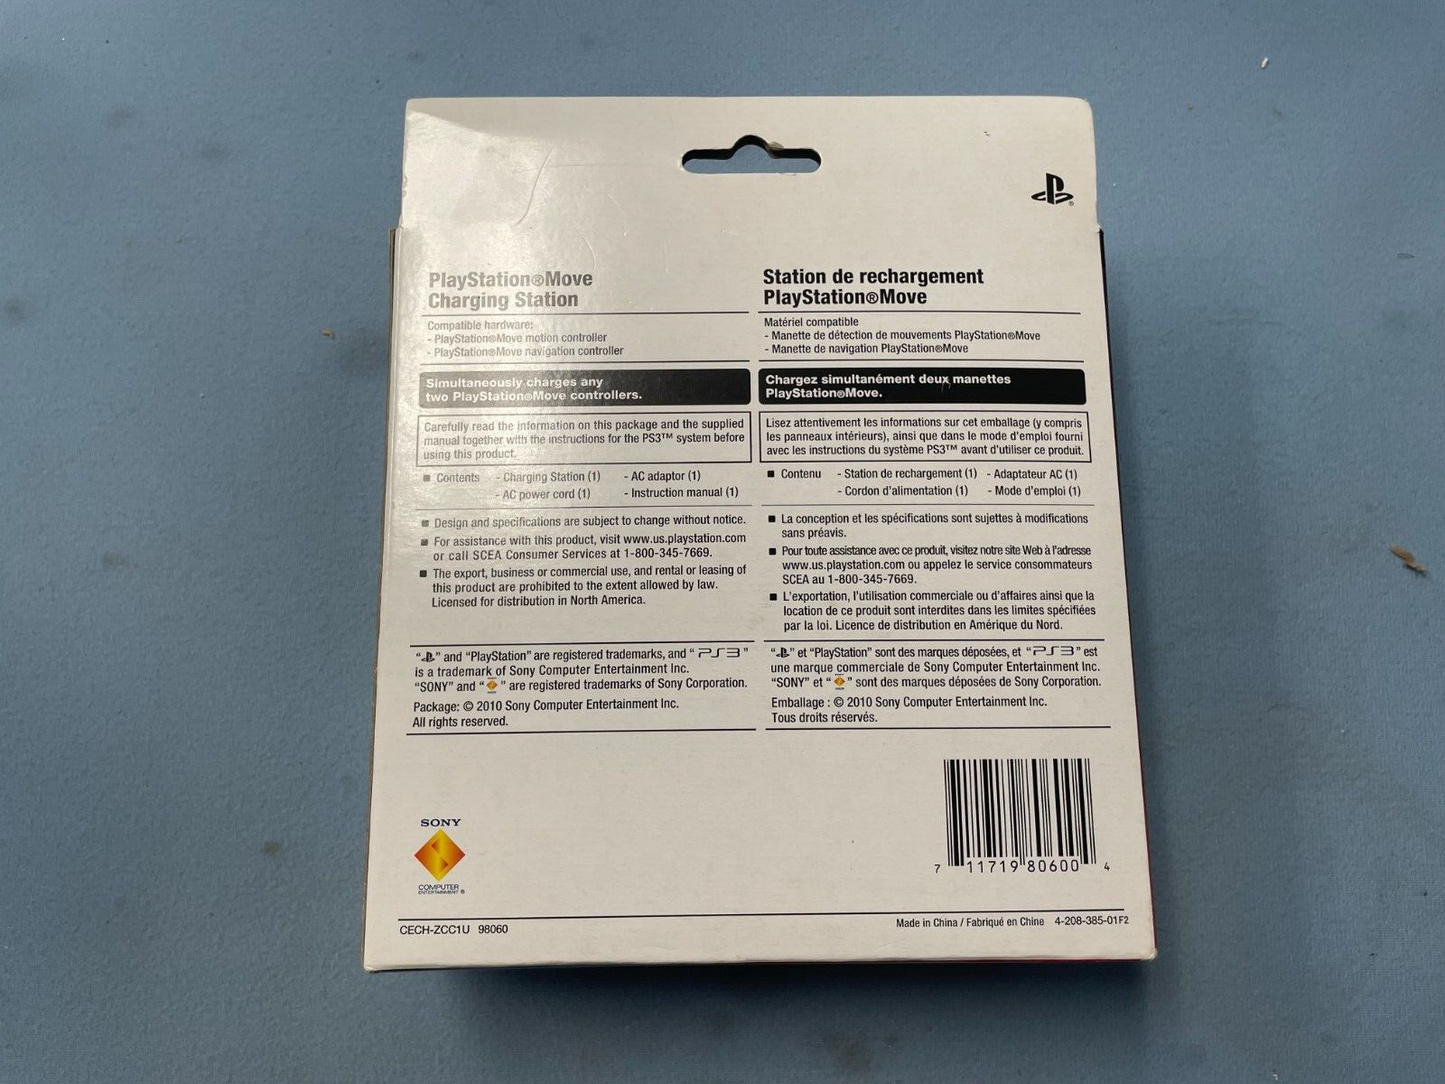 PlayStation®Move
Charging Station
Compatible hardware:
- PlayStation®Move motion controller
- PlayStation®Move navigation controller
Simultaneously charges any
two PlayStation®Move controllers.
Carefully read the information on this package and the supplied
manual together with the instructions for the PS3™ system before
using this product.
■ Contents - Charging Station (1) - AC adaptor (1)
- AC power cord (1) - Instruction manual (1)
■ Design and specifications are subject to change without notice.
■ For assistance with this product, visit www.us.playstation.com
or call SCEA Consumer Services at 1-800-345-7669.
■ The export, business or commercial use, and rental or leasing of
this product are prohibited to the extent allowed by law.
Licensed for distribution in North America.
“ ” and “PlayStation” are registered trademarks, and “PS3”
is a trademark of Sony Computer Entertainment Inc.
“SONY” and “ ” are registered trademarks of Sony Corporation.
Package: © 2010 Sony Computer Entertainment Inc.
All rights reserved.
Station de rechargement
PlayStation®Move
Matériel compatible
- Manette de détection de mouvements PlayStation®Move
- Manette de navigation PlayStation®Move
Chargez simultanément deux manettes
PlayStation®Move.
Lisez attentivement les informations sur cet emballage (y compris
les panneaux intérieurs), ainsi que dans le mode d'emploi fourni
avec les instructions du système PS3™ avant d'utiliser ce produit.
■ Contenu - Station de rechargement (1) - Adaptateur AC (1)
- Cordon d'alimentation (1) - Mode d'emploi (1)
■ La conception et les spécifications sont sujettes à modifications
sans préavis.
■ Pour toute assistance avec ce produit, visitez notre site Web à l'adresse
www.us.playstation.com ou appelez le service consommateurs
SCEA au 1-800-345-7669.
■ L'exportation, l'utilisation commerciale ou d'affaires ainsi que la
location de ce produit sont interdites dans les limites spécifiées
par la loi. Licence de distribution en Amérique du Nord.
“ ” et “PlayStation” sont des marques déposées, et “PS3” est
une marque commerciale de Sony Computer Entertainment Inc.
“SONY” et “ ” sont des marques déposées de Sony Corporation.
Emballage : © 2010 Sony Computer Entertainment Inc.
Tous droits réservés.
SONY
COMPUTER
ENTERTAINMENT ®
7 11719 80600 4
CECH-ZCC1U 98060
Made in China / Fabriqué en Chine 4-208-385-01F2